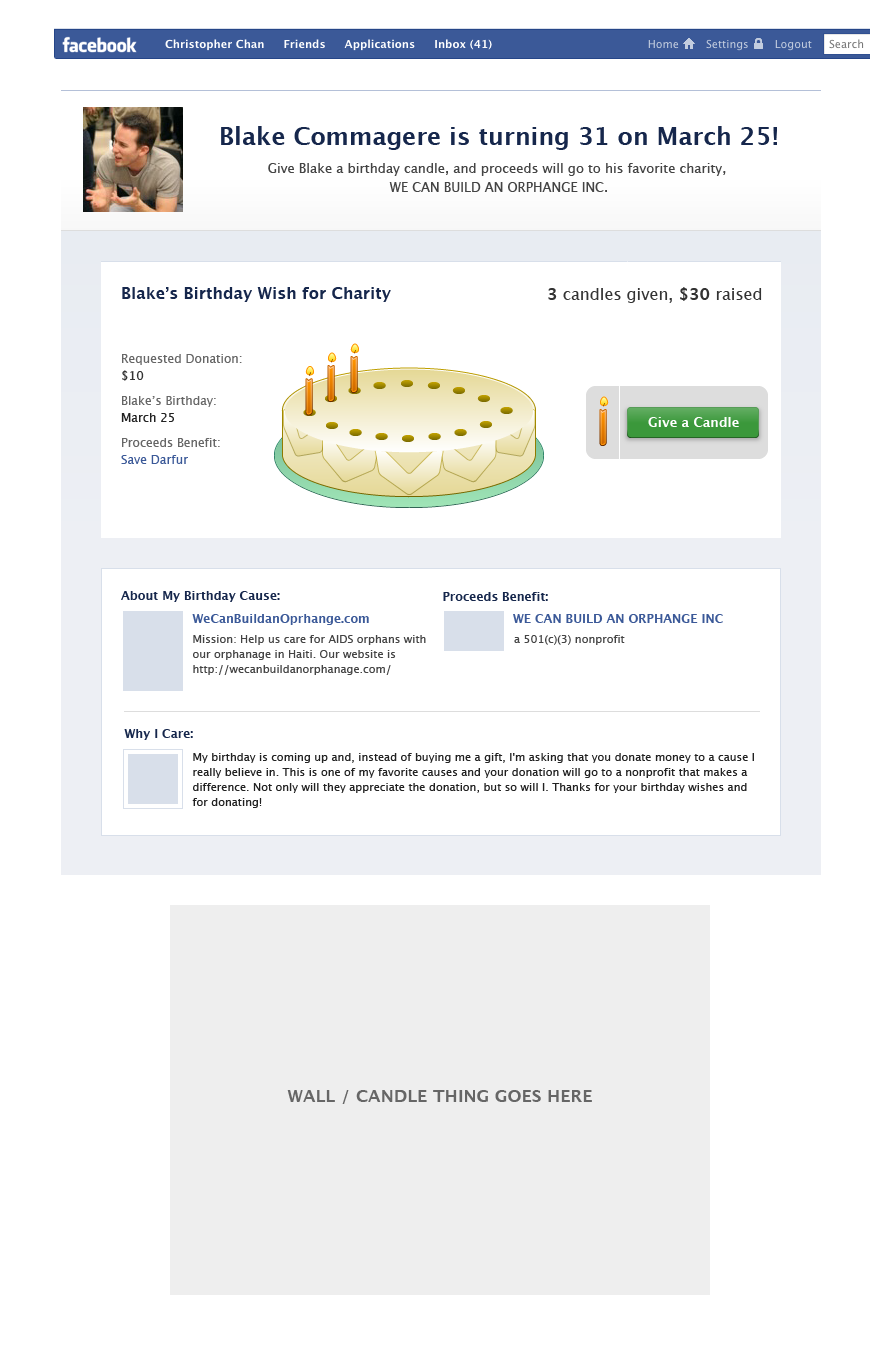 facebook Christopher Chan Friends Applications Inbox (41) Home Settings Logout Search
Blake Commagere is turning 31 on March 25!
Give Blake a birthday candle, and proceeds will go to his favorite charity,
WE CAN BUILD AN ORPHANGE INC.
Blake's Birthday Wish for Charity
3 candles given, $30 raised
Requested Donation:
$10
Blake's Birthday:
March 25
Proceeds Benefit:
Save Darfur
Give a Candle
About My Birthday Cause:
WeCanBuildanOprhange.com
Mission: Help us care for AIDS orphans with
our orphanage in Haiti. Our website is
http://wecanbuildanorphanage.com/
Proceeds Benefit:
WE CAN BUILD AN ORPHANGE INC
a 501(c)(3) nonprofit
Why I Care:
My birthday is coming up and, instead of buying me a gift, I'm asking that you donate money to a cause I
really believe in. This is one of my favorite causes and your donation will go to a nonprofit that makes a
difference. Not only will they appreciate the donation, but so will I. Thanks for your birthday wishes and
for donating!
WALL / CANDLE THING GOES HERE